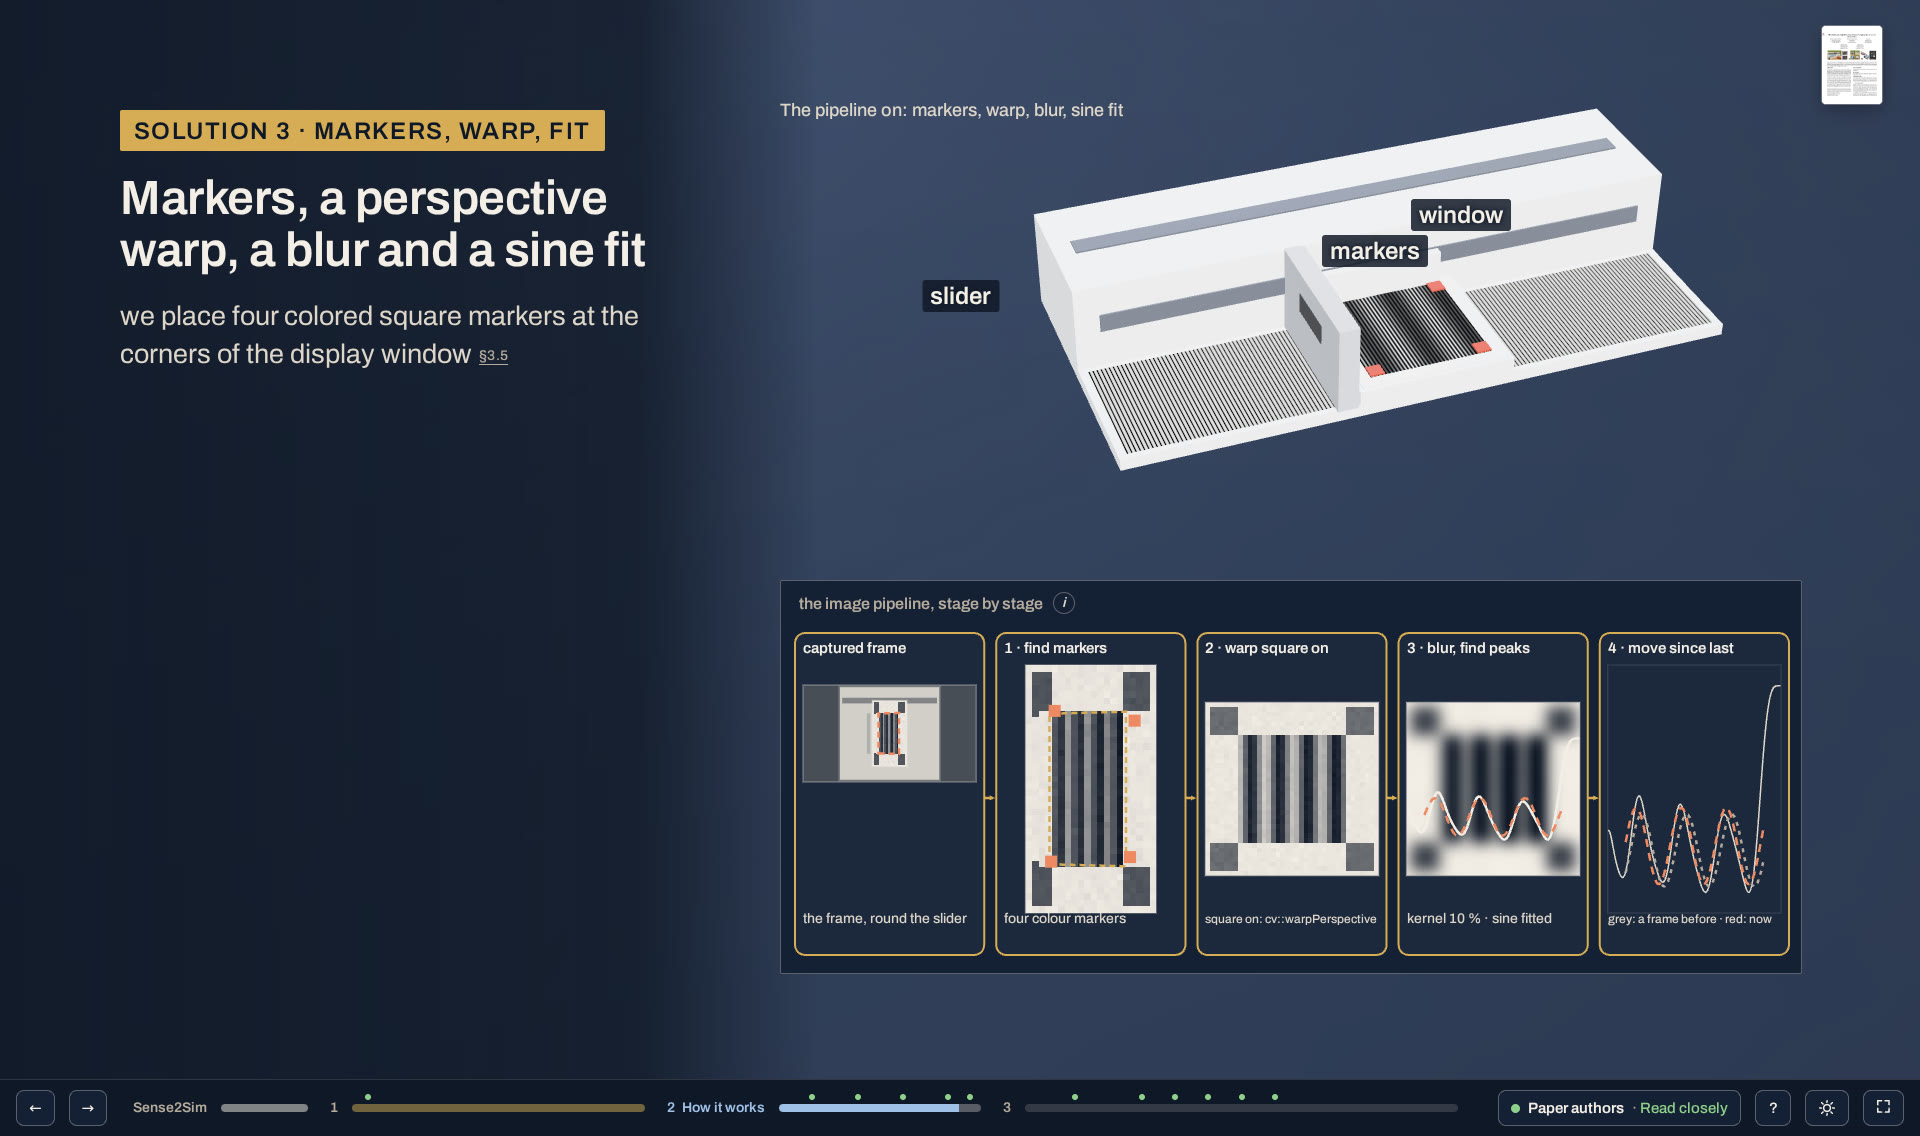 SOLUTION 3 · MARKERS, WARP, FIT
Markers, a perspective
warp, a blur and a sine fit
we place four colored square markers at the
corners of the display window §3.5
The pipeline on: markers, warp, blur, sine fit
window
markers
slider
the image pipeline, stage by stage i
captured frame
the frame, round the slider
1 · find markers
four colour markers
2 · warp square on
square on: cv::warpPerspective
3 · blur, find peaks
kernel 10 % · sine fitted
4 · move since last
grey: a frame before · red: now
← → Sense2Sim 1 2 How it works 3 Paper authors · Read closely ?